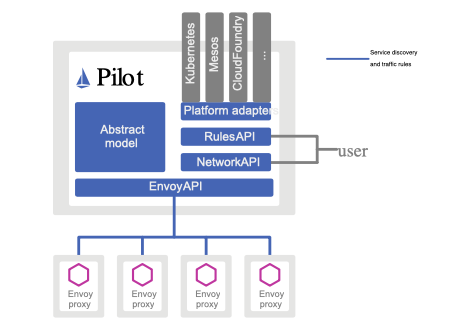 Kubernetes
Mesos
CloudFoundry
...
Service discovery
and traffic rules
Pilot
Platform adapter
Abstract
model
RulesAPI
NetworkAPI
user
EnvoyAPI
Envoy
proxy
Envoy
proxy
Envoy
proxy
Envoy
proxy